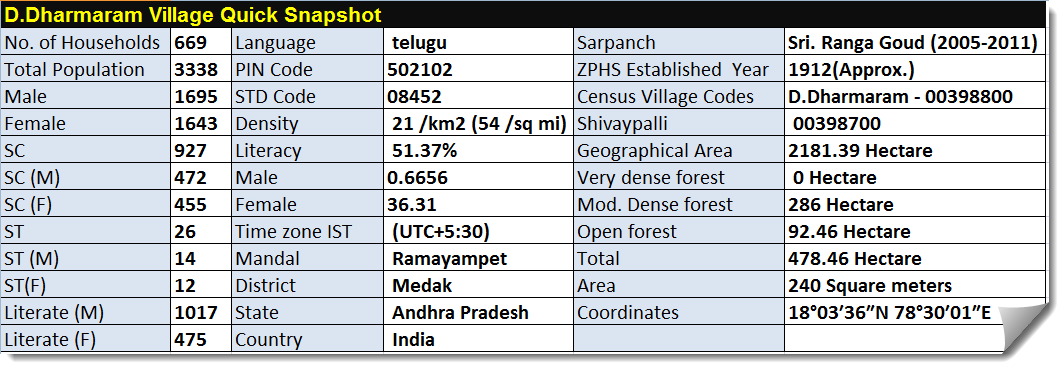 D.Dharmaram Village Quick Snapshot
No. of Households 669 Language telugu Sarpanch Sri. Ranga Goud (2005-2011)
Total Population 3338 PIN Code 502102 ZPHS Established Year 1912(Approx.)
Male 1695 STD Code 08452 Census Village Codes D.Dharmaram - 00398800
Female 1643 Density 21 /km2 (54 /sq mi) Shivaypalli 00398700
SC 927 Literacy 51.37% Geographical Area 2181.39 Hectare
SC (M) 472 Male 0.6656 Very dense forest 0 Hectare
SC (F) 455 Female 36.31 Mod. Dense forest 286 Hectare
ST 26 Time zone IST (UTC+5:30) Open forest 92.46 Hectare
ST (M) 14 Mandal Ramayampet Total 478.46 Hectare
ST(F) 12 District Medak Area 240 Square meters
Literate (M) 1017 State Andhra Pradesh Coordinates 18°03′36″N 78°30′01″E
Literate (F) 475 Country India